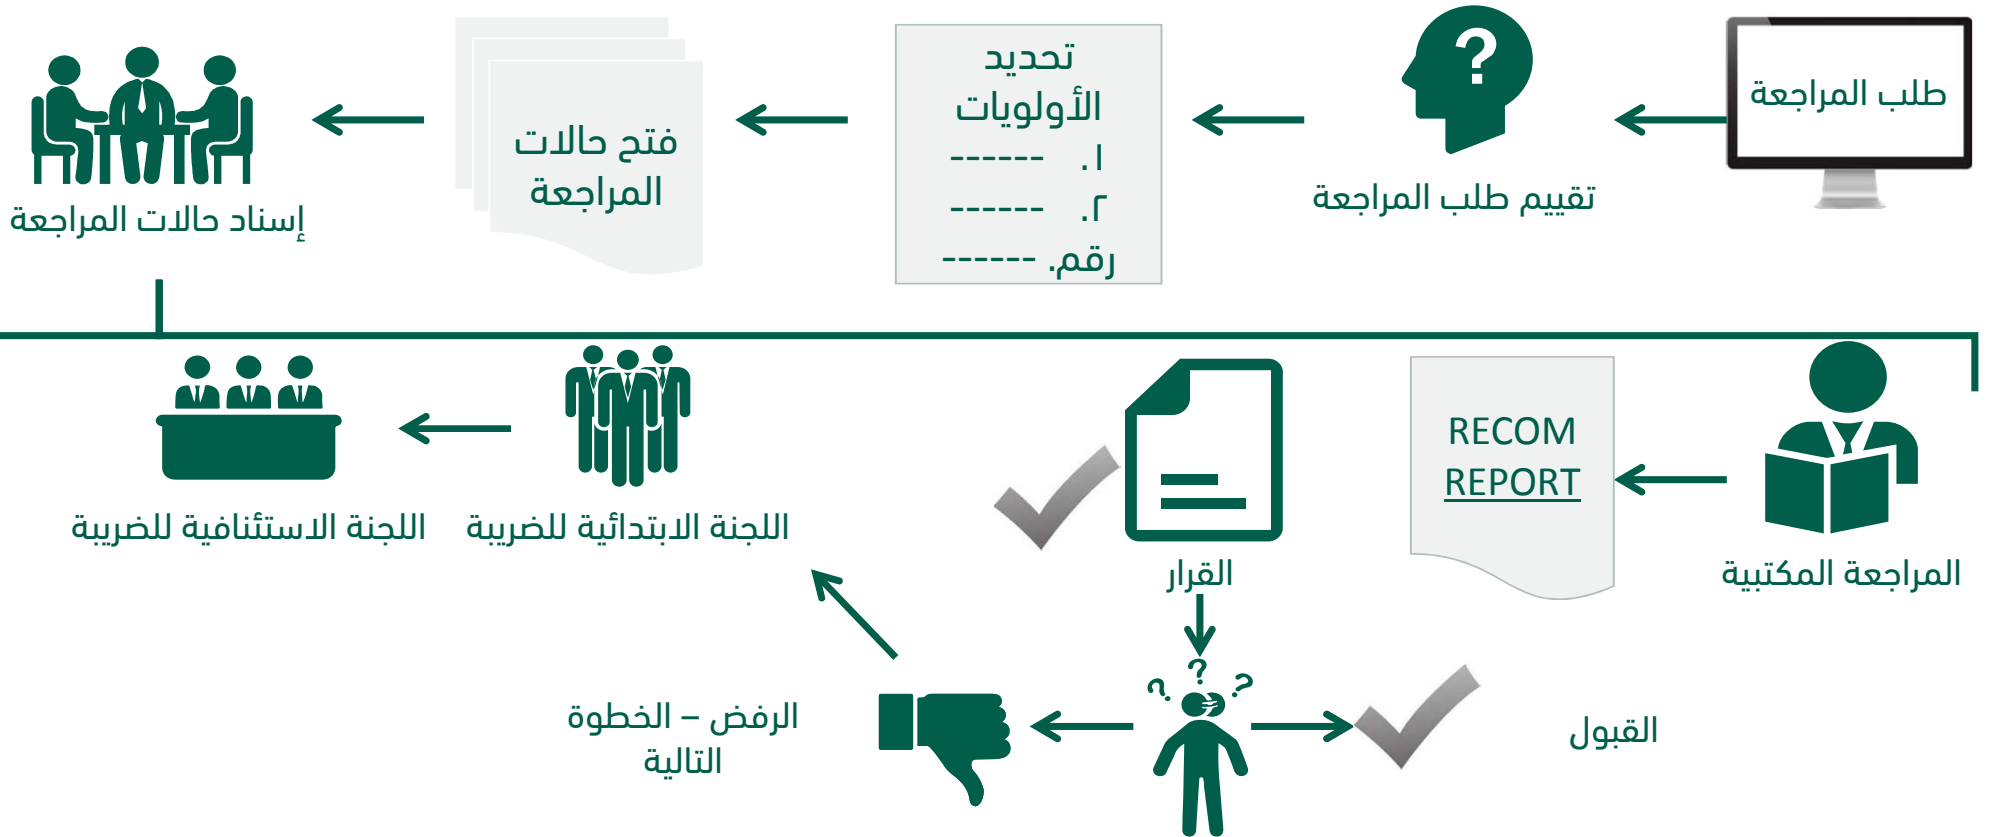 طلب المراجعة
?
تقييم طلب المراجعة
تحديد
الأولويات
١. ------
٢. ------
رقم. ------
فتح حالات
المراجعة
إسناد حالات المراجعة
المراجعة المكتبية
RECOM
REPORT
القرار
? ? ?
القبول
الرفض – الخطوة
التالية
اللجنة الابتدائية للضريبة
اللجنة الاستئنافية للضريبة